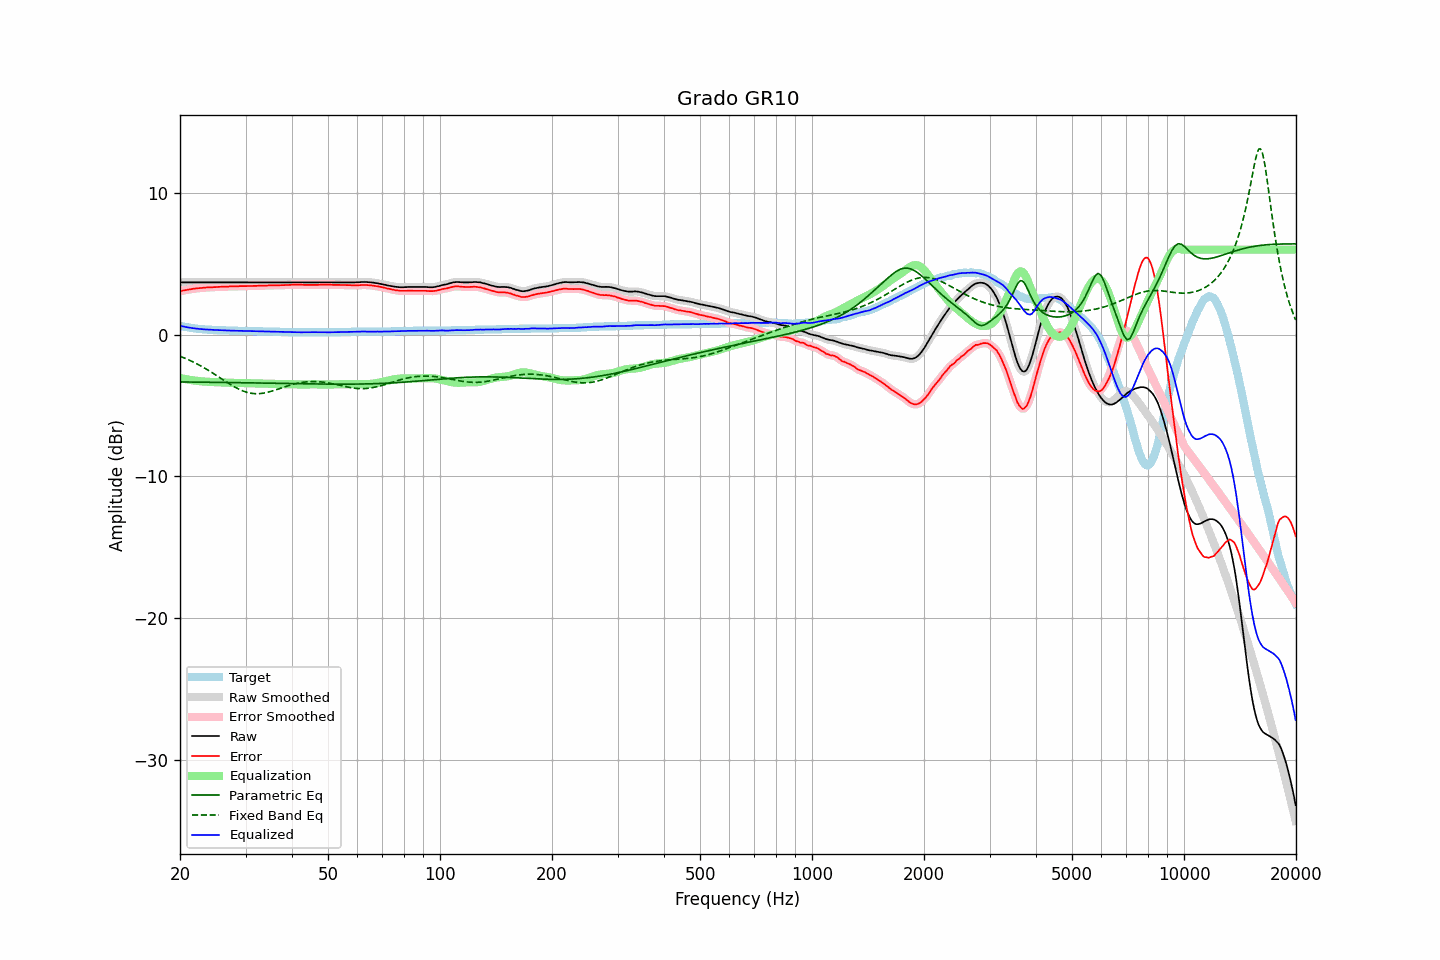 Grado GR10
10
0
−10
−20
−30
Amplitude (dBr)
20
50
100
200
500
1000
2000
5000
10000
20000
Frequency (Hz)
Target
Raw Smoothed
Error Smoothed
Raw
Error
Equalization
Parametric Eq
Fixed Band Eq
Equalized